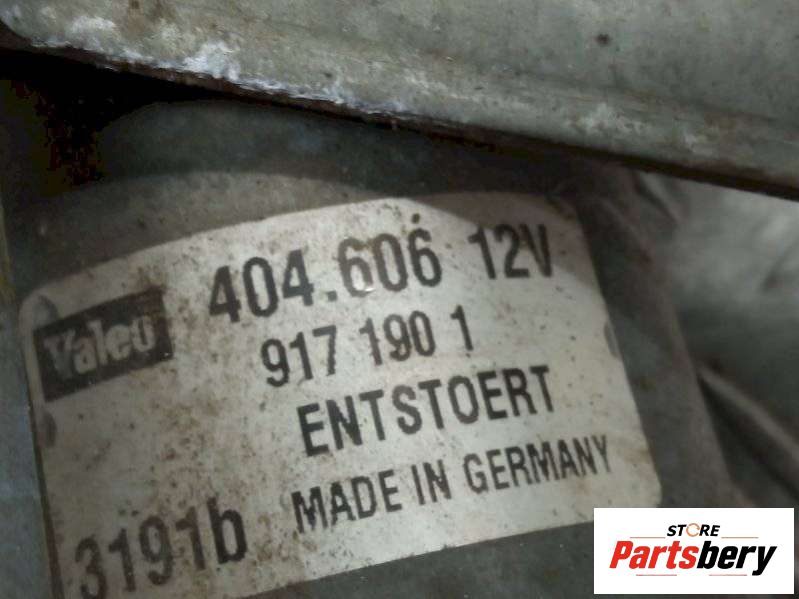 Valeo
404.606 12V
917 190 1
ENTSTOERT
MADE IN GERMANY
3191b
STORE
Partsbery